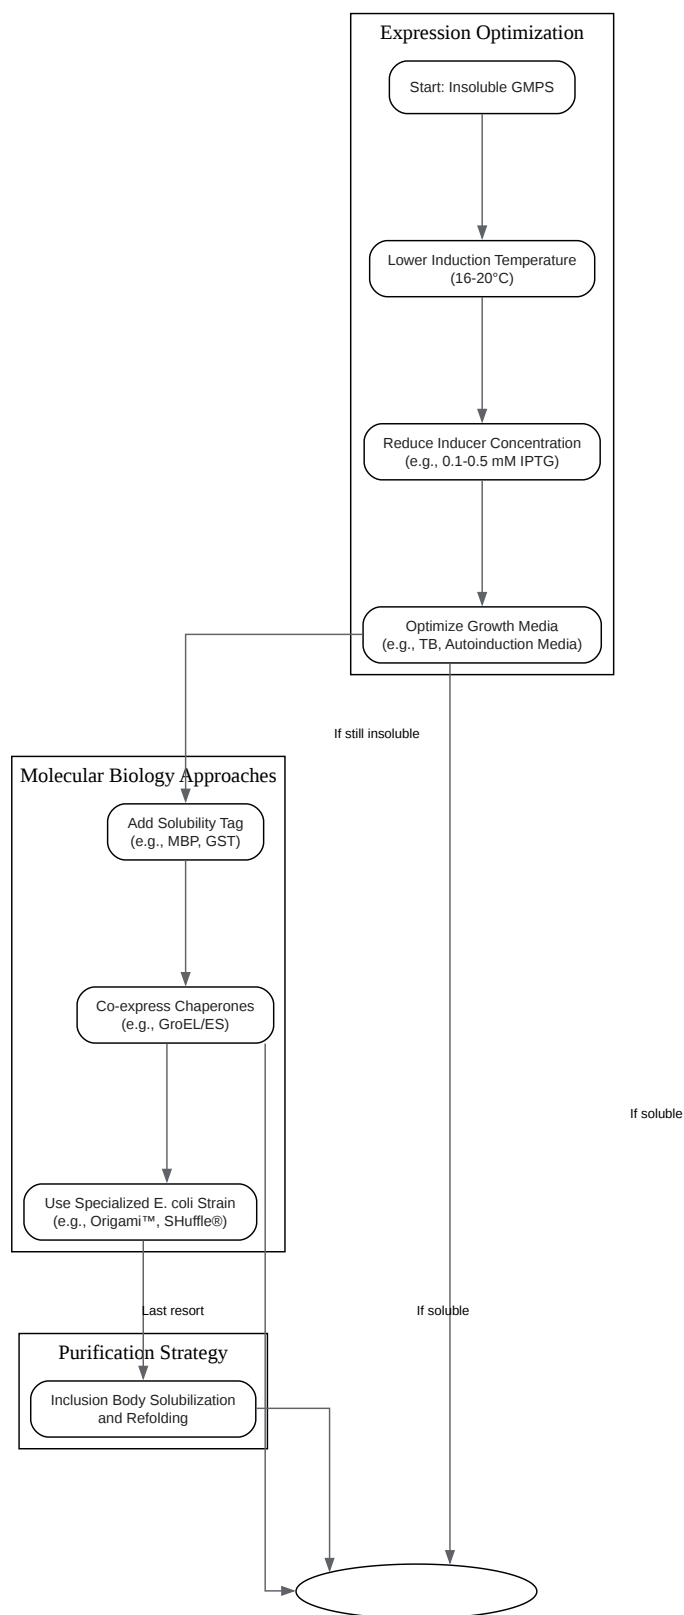 Expression Optimization
Start: Insoluble GMPS
Lower Induction Temperature
(16-20°C)
Reduce Inducer Concentration
(e.g., 0.1-0.5 mM IPTG)
Optimize Growth Media
(e.g., TB, Autoinduction Media)
If still insoluble
Molecular Biology Approaches
Add Solubility Tag
(e.g., MBP, GST)
Co-express Chaperones
(e.g., GroEL/ES)
If soluble
Use Specialized E. coli Strain
(e.g., Origami™, SHuffle®)
Last resort
If soluble
Purification Strategy
Inclusion Body Solubilization
and Refolding